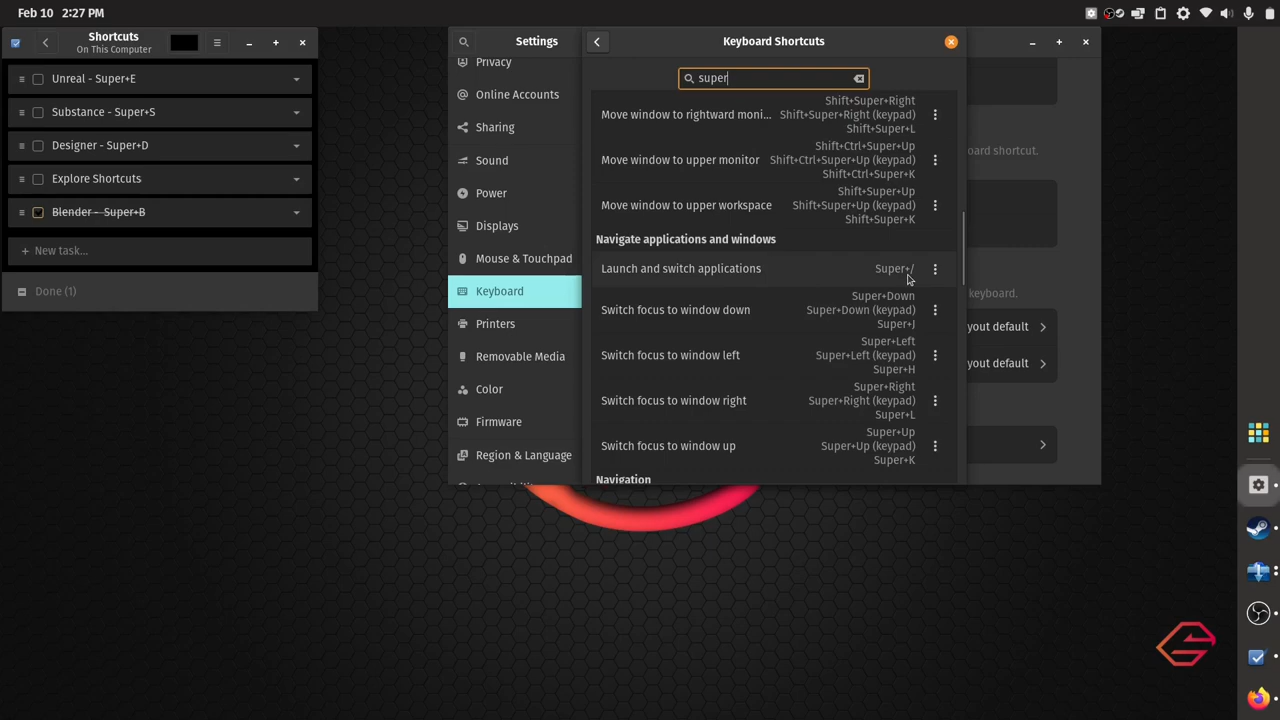 Feb 10  2:27 PM
Shortcuts
On This Computer
Unreal - Super+E
Substance - Super+S
Designer - Super+D
Explore Shortcuts
Blender - Super+B
New task...
Done (1)
Settings
Privacy
Online Accounts
Sharing
Sound
Power
Displays
Mouse & Touchpad
Keyboard
Printers
Removable Media
Color
Firmware
Region & Language
Keyboard Shortcuts
super
Shift+Super+Right
Move window to rightward moni... Shift+Super+Right (keypad)
Shift+Super+L
Shift+Ctrl+Super+Up
Move window to upper monitor Shift+Ctrl+Super+Up (keypad)
Shift+Ctrl+Super+K
Shift+Super+Up
Move window to upper workspace Shift+Super+Up (keypad)
Shift+Super+K
Navigate applications and windows
Launch and switch applications Super+/
Super+Down
Switch focus to window down Super+Down (keypad)
Super+J
Super+Left
Switch focus to window left Super+Left (keypad)
Super+H
Super+Right
Switch focus to window right Super+Right (keypad)
Super+L
Super+Up
Switch focus to window up Super+Up (keypad)
Super+K
Navigation
oard shortcut.
keyboard.
yout default
yout default